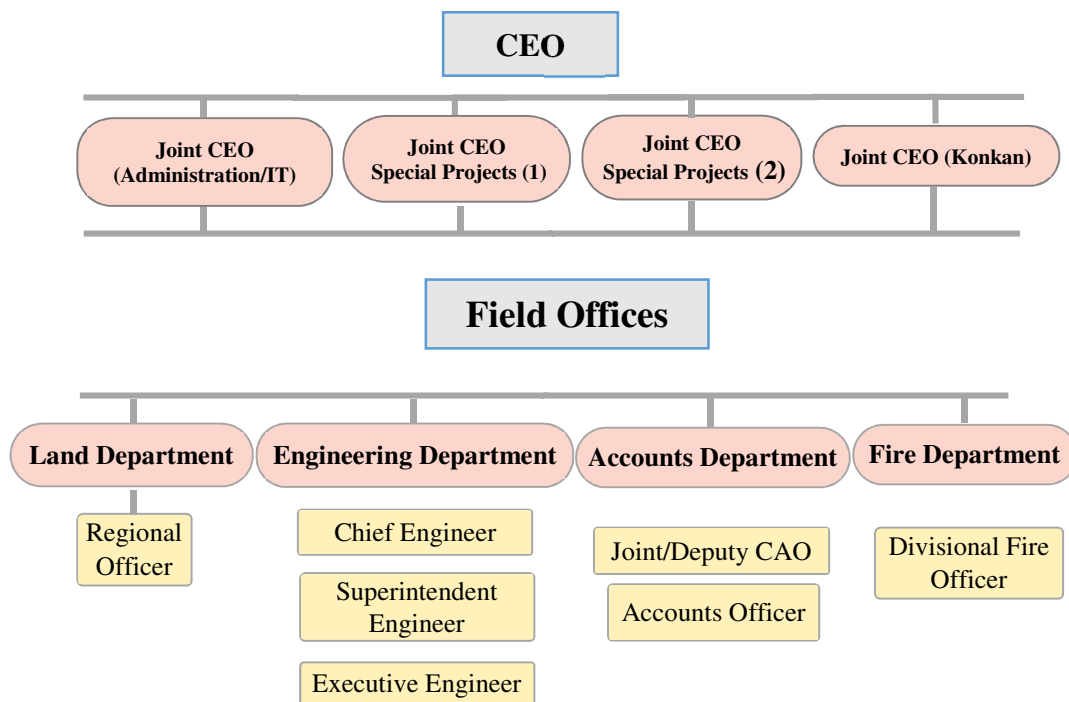 CEO
Joint CEO
(Administration/IT)
Joint CEO
Special Projects (1)
Joint CEO
Special Projects (2)
Joint CEO (Konkan)
Field Offices
Land Department
Engineering Department
Accounts Department
Fire Department
Regional
Officer
Chief Engineer
Superintendent
Engineer
Executive Engineer
Joint/Deputy CAO
Accounts Officer
Divisional Fire
Officer